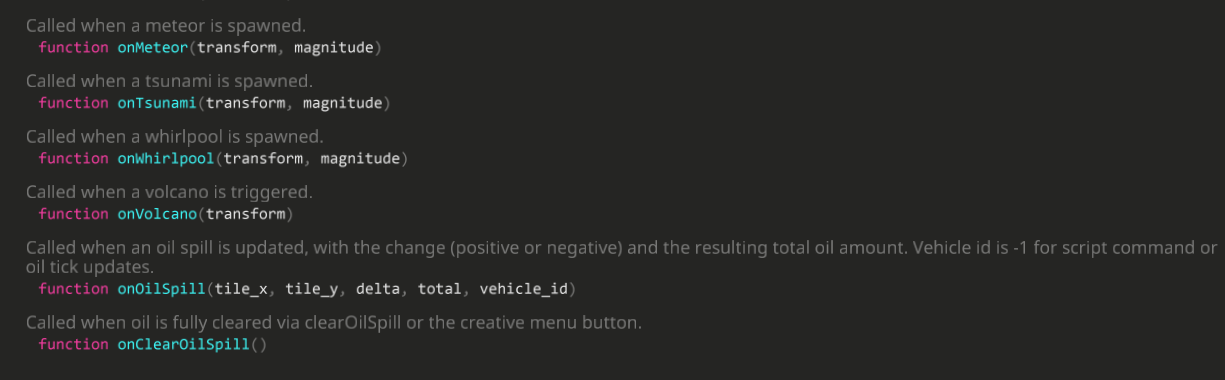 Called when a meteor is spawned.
function onMeteor(transform, magnitude)
Called when a tsunami is spawned.
function onTsunami(transform, magnitude)
Called when a whirlpool is spawned.
function onWhirlpool(transform, magnitude)
Called when a volcano is triggered.
function onVolcano(transform)
Called when an oil spill is updated, with the change (positive or negative) and the resulting total oil amount. Vehicle id is -1 for script command or
oil tick updates.
function onOilSpill(tile_x, tile_y, delta, total, vehicle_id)
Called when oil is fully cleared via clearOilSpill or the creative menu button.
function onClearOilSpill()